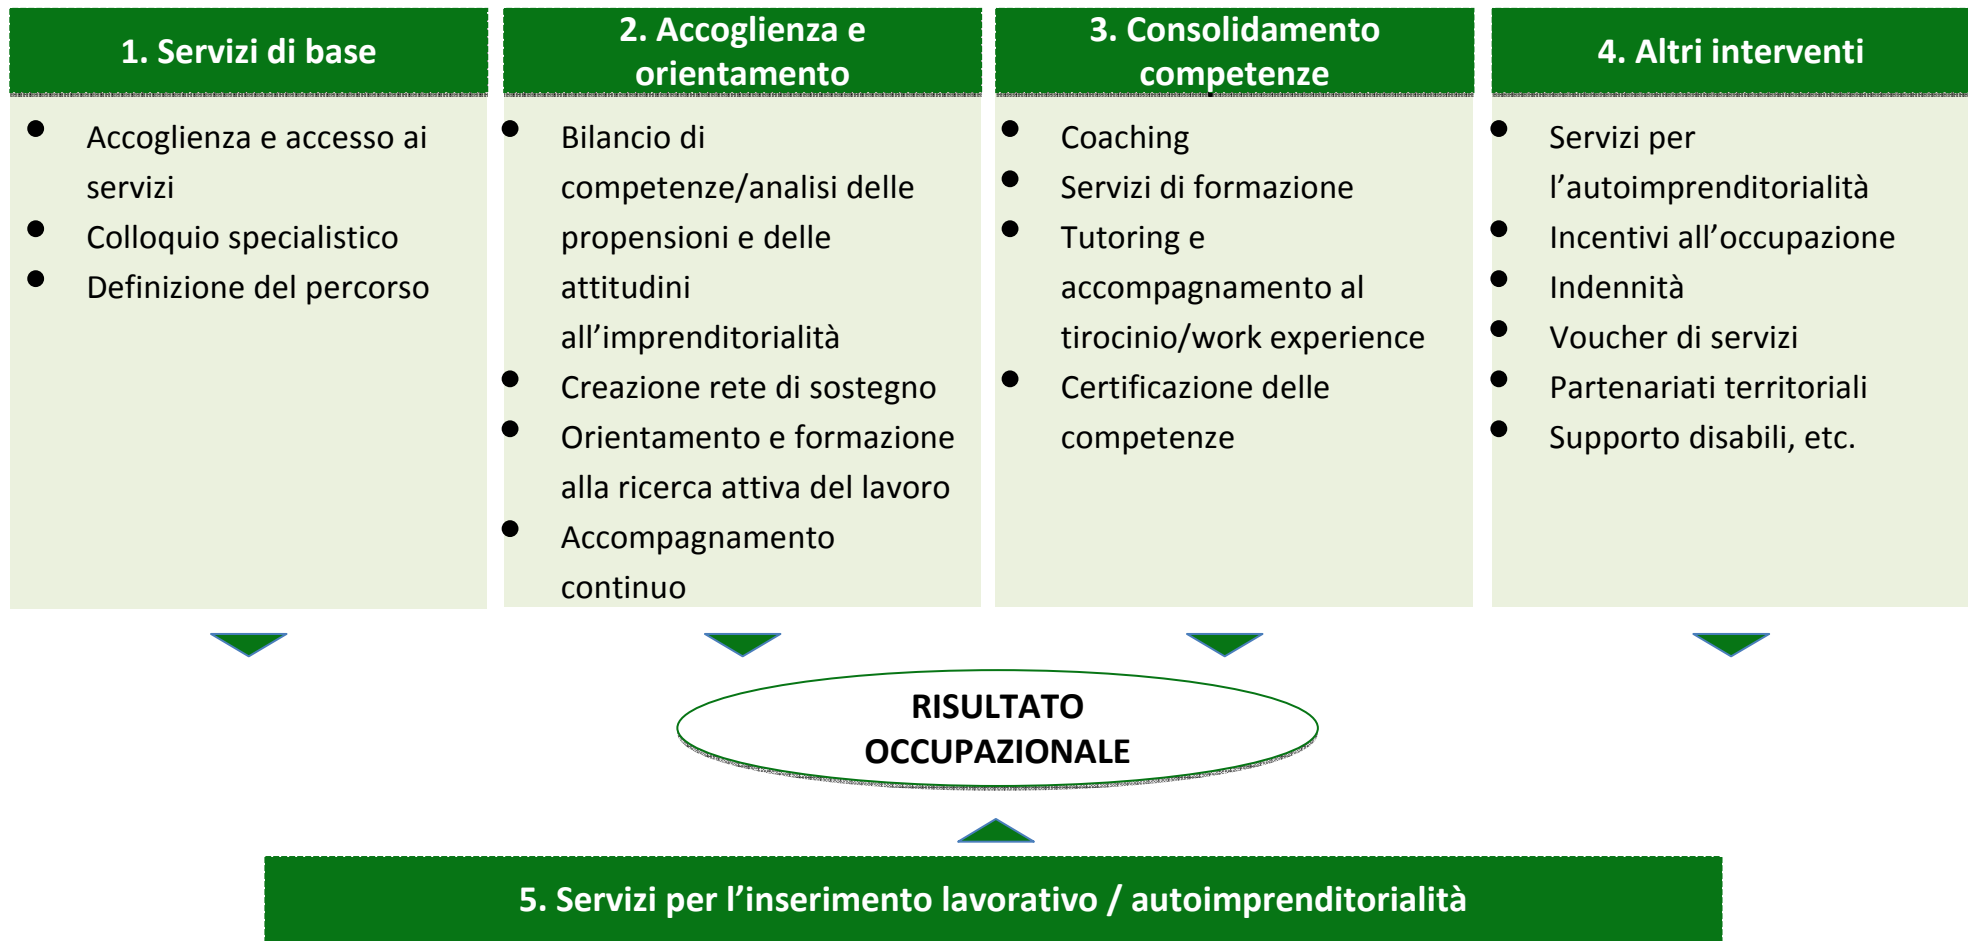 1. Servizi di base
Accoglienza e accesso ai
servizi
Colloquio specialistico
Definizione del percorso
2. Accoglienza e
orientamento
Bilancio di
competenze/analisi delle
propensioni e delle
attitudini
all’imprenditorialità
Creazione rete di sostegno
Orientamento e formazione
alla ricerca attiva del lavoro
Accompagnamento
continuo
3. Consolidamento
competenze
Coaching
Servizi di formazione
Tutoring e
accompagnamento al
tirocinio/work experience
Certificazione delle
competenze
4. Altri interventi
Servizi per
l’autoimprenditorialità
Incentivi all’occupazione
Indennità
Voucher di servizi
Partenariati territoriali
Supporto disabili, etc.
RISULTATO
OCCUPAZIONALE
5. Servizi per l’inserimento lavorativo / autoimprenditorialità